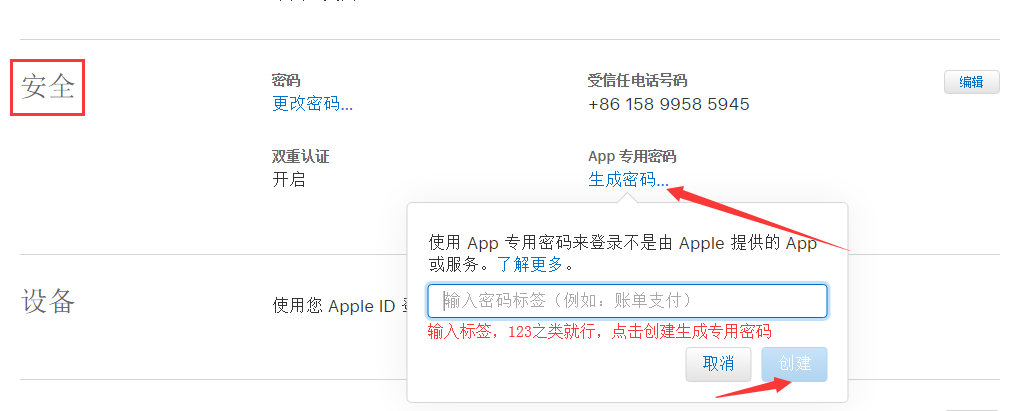 安全
密码
更改密码...
受信任电话号码
+86 158 9958 5945
编辑
双重认证
开启
App 专用密码
生成密码...
使用 App 专用密码来登录不是由 Apple 提供的 App
或服务。了解更多。
输入密码标签（例如：账单支付）
输入标签，123之类就行，点击创建生成专用密码
取消
创建
设备
使用您 Apple ID